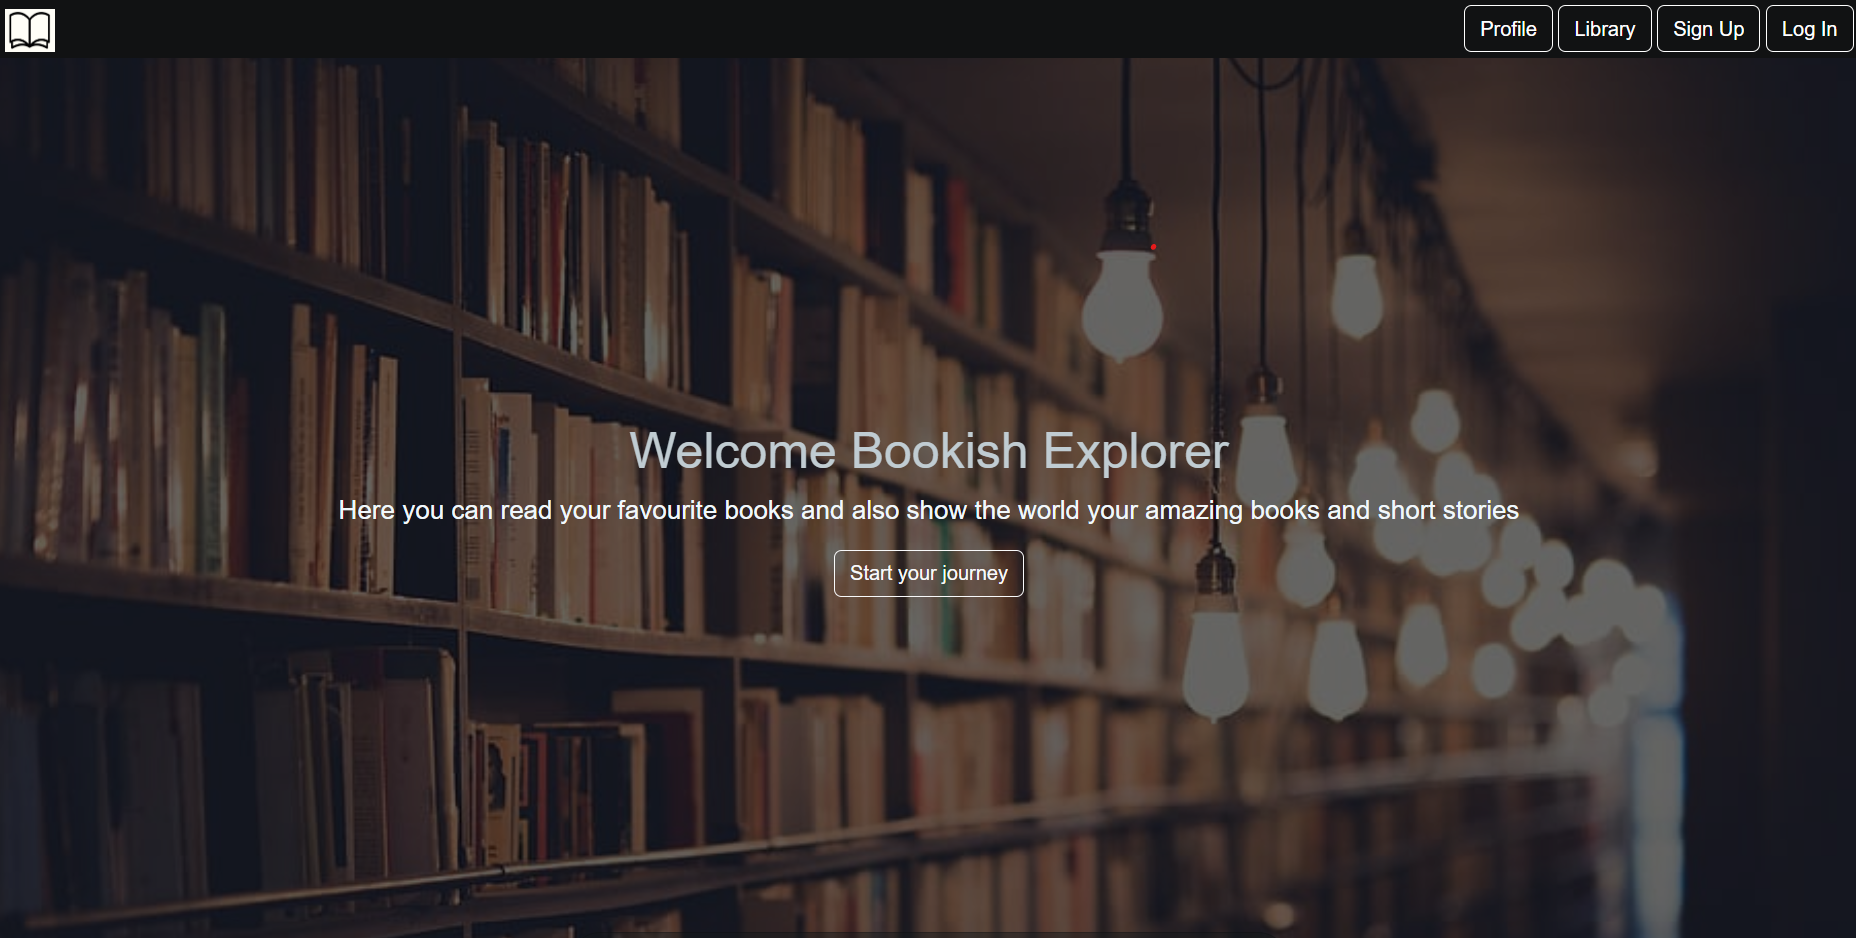 Profile Library Sign Up Log In
Welcome Bookish Explorer
Here you can read your favourite books and also show the world your amazing books and short stories
Start your journey